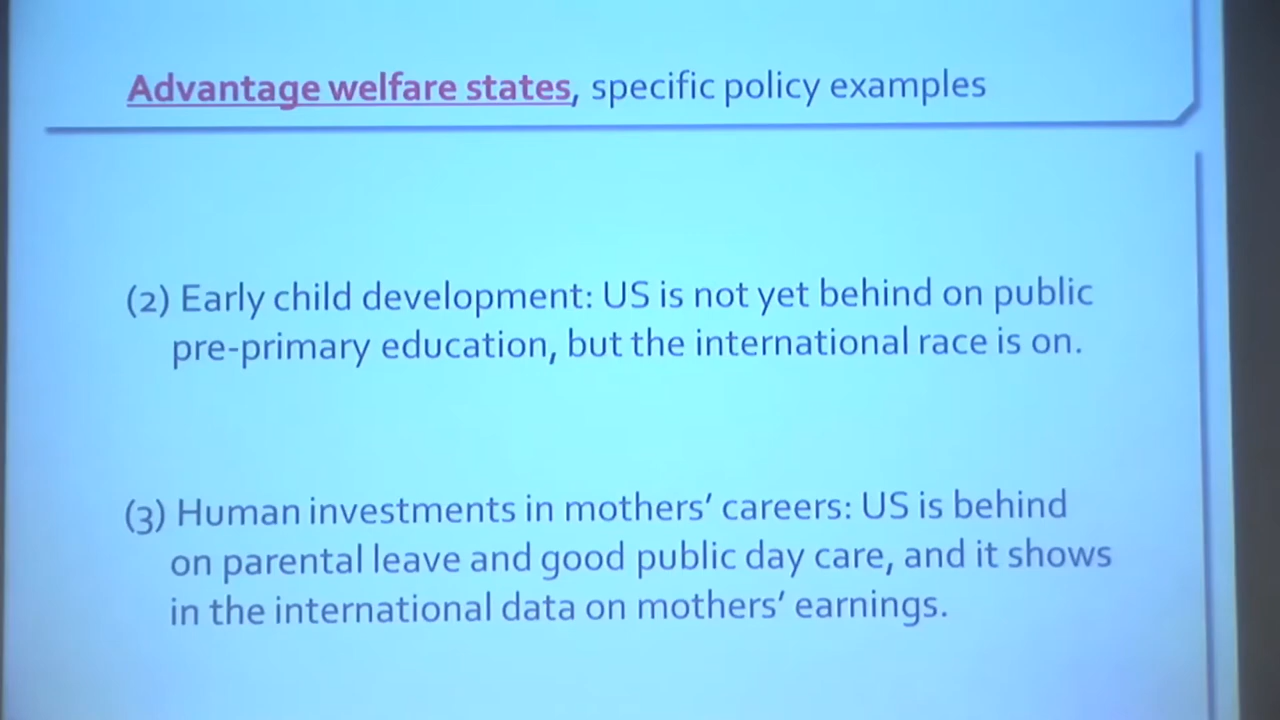 Advantage welfare states, specific policy examples
(2) Early child development: US is not yet behind on public
pre-primary education, but the international race is on.
(3) Human investments in mothers’ careers: US is behind
on parental leave and good public day care, and it shows
in the international data on mothers’ earnings.